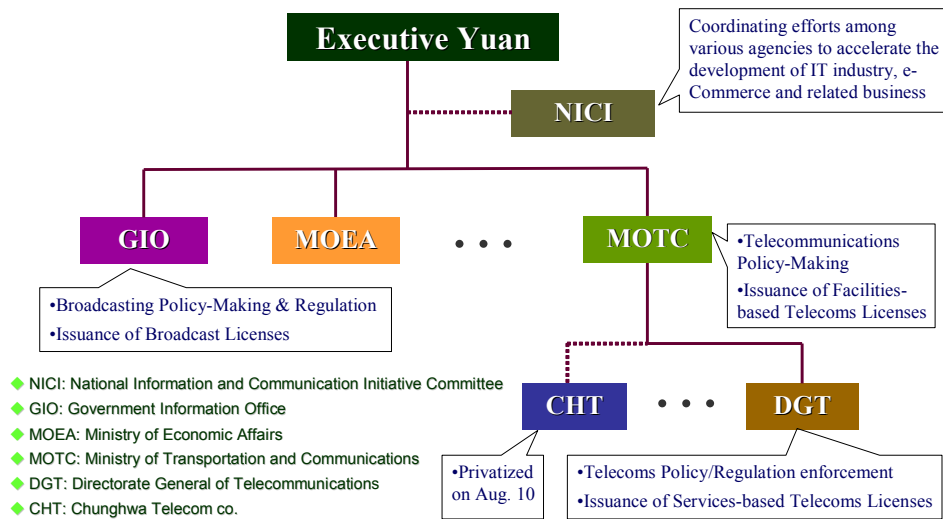 Executive Yuan
Coordinating efforts among
various agencies to accelerate the
development of IT industry, e-
Commerce and related business
NICI
GIO
MOEA
• • •
MOTC
•Telecommunications
Policy-Making
•Issuance of Facilities-
based Telecoms Licenses
•Broadcasting Policy-Making & Regulation
•Issuance of Broadcast Licenses
CHT
• • •
DGT
•Privatized
on Aug. 10
•Telecoms Policy/Regulation enforcement
•Issuance of Services-based Telecoms Licenses
NICI: National Information and Communication Initiative Committee
GIO: Government Information Office
MOEA: Ministry of Economic Affairs
MOTC: Ministry of Transportation and Communications
DGT: Directorate General of Telecommunications
CHT: Chunghwa Telecom co.